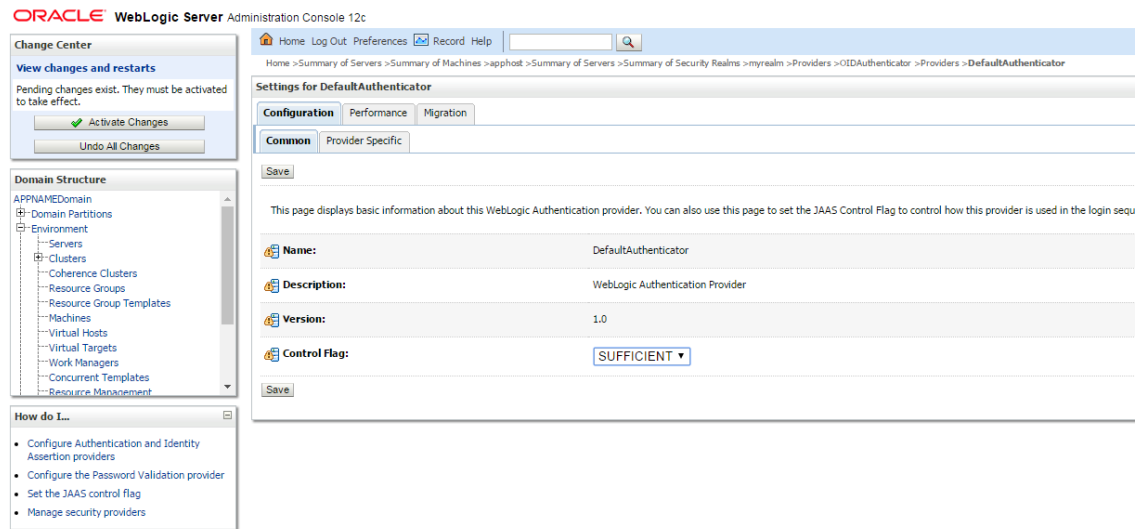 ORACLE WebLogic Server Administration Console 12c
Change Center
View changes and restarts
Pending changes exist. They must be activated
to take effect.
Activate Changes
Undo All Changes
Domain Structure
APPNAMEDomain
Domain Partitions
Environment
Servers
Clusters
Coherence Clusters
Resource Groups
Resource Group Templates
Machines
Virtual Hosts
Virtual Targets
Work Managers
Concurrent Templates
Resource Management
How do I...
Configure Authentication and Identity
Assertion providers
Configure the Password Validation provider
Set the JAAS control flag
Manage security providers
Home Log Out Preferences Record Help
Home >Summary of Servers >Summary of Machines >apphost >Summary of Servers >Summary of Security Realms >myrealm >Providers >OIDAuthenticator >Providers >DefaultAuthenticator
Settings for DefaultAuthenticator
Configuration Performance Migration
Common Provider Specific
Save
This page displays basic information about this WebLogic Authentication provider. You can also use this page to set the JAAS Control Flag to control how this provider is used in the login sequ
Name: DefaultAuthenticator
Description: WebLogic Authentication Provider
Version: 1.0
Control Flag: SUFFICIENT
Save